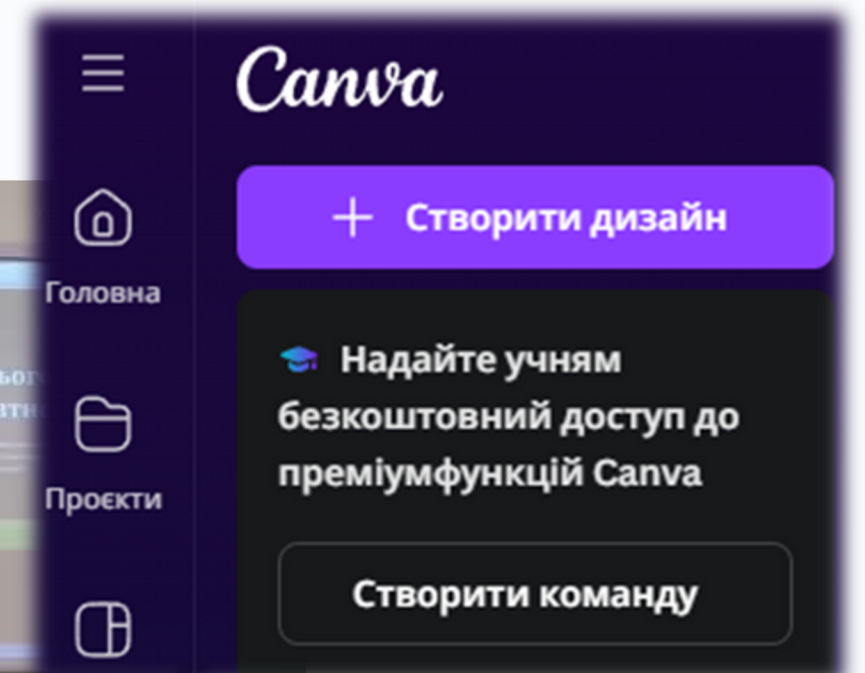 Canva
Створити дизайн
Головна
Надайте учням
безкоштовний доступ до
преміумфункцій Canva
Проєкти
Створити команду